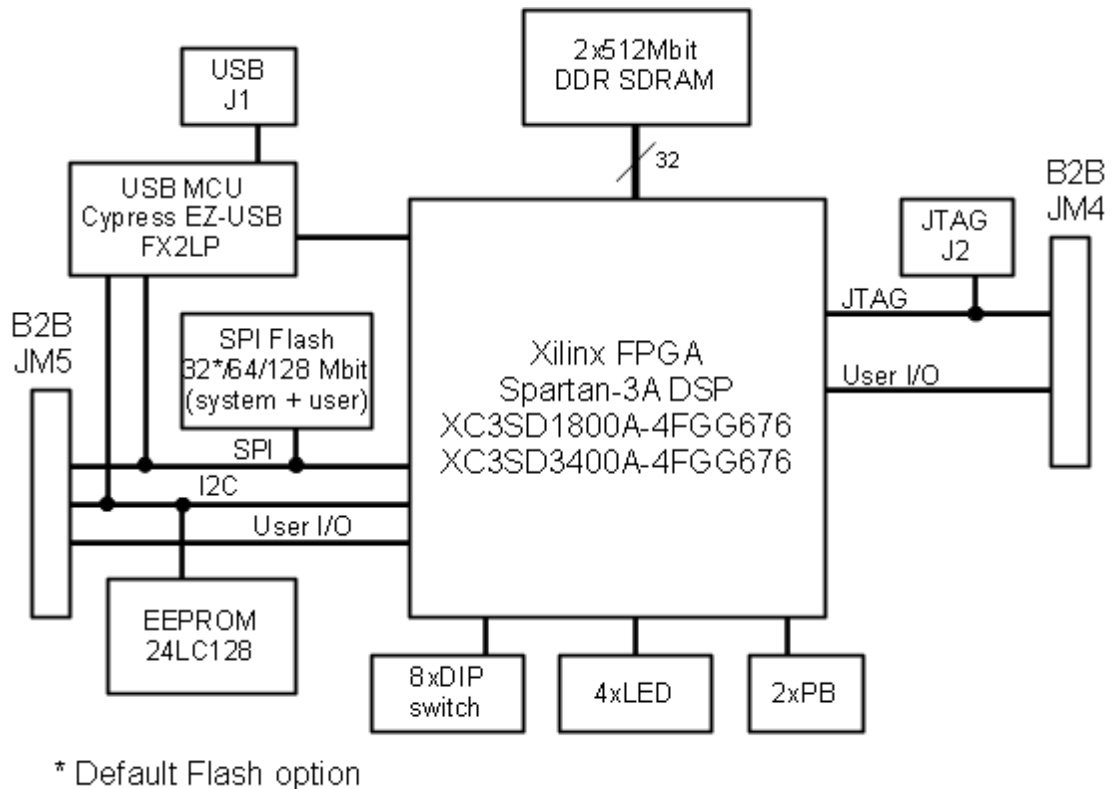 2x512Mbit
DDR SDRAM
USB
J1
32
USB MCU
Cypress EZ-USB
FX2LP
B2B
JM4
JTAG
J2
JTAG
B2B
JM5
SPI Flash
32*/64/128 Mbit
(system + user)
Xilinx FPGA
Spartan-3A DSP
XC3SD1800A-4FGG676
XC3SD3400A-4FGG676
User I/O
SPI
I2C
User I/O
EEPROM
24LC128
8xDIP
switch
4xLED
2xPB
* Default Flash option